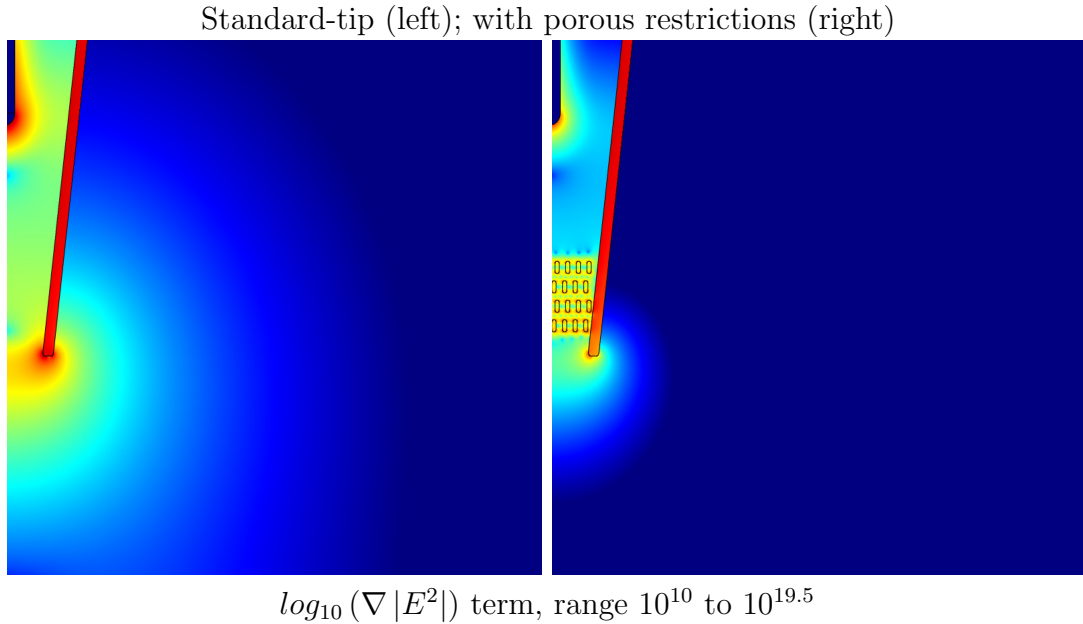 Standard-tip (left); with porous restrictions (right)
log₁₀ (∇ |E²|) term, range 10¹⁰ to 10¹⁹·⁵